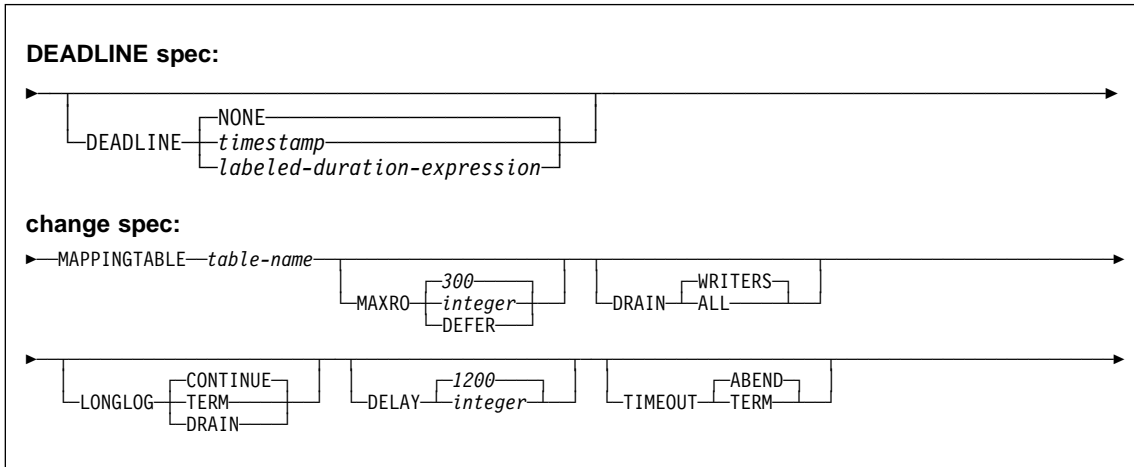 DEADLINE spec:
NONE
DEADLINE timestamp
labeled-duration-expression
change spec:
MAPPINGTABLE table-name
300 WRITERS
MAXRO integer DRAIN ALL
DEFER
CONTINUE 1200 ABEND
LONGLOG TERM DELAY integer TIMEOUT TERM
DRAIN